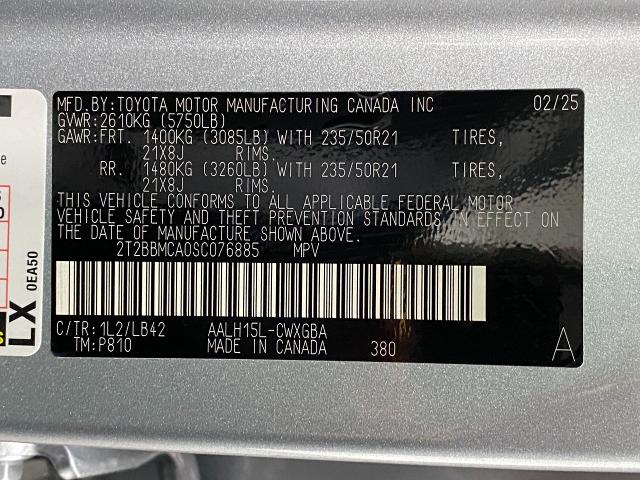 MFD.BY:TOYOTA MOTOR MANUFACTURING CANADA INC 02/25
GVWR:2610KG (5750LB)
GAWR:FRT. 1400KG (3085LB) WITH 235/50R21 TIRES,
21X8J RIMS.
RR. 1480KG (3260LB) WITH 235/50R21 TIRES,
21X8J RIMS.
THIS VEHICLE CONFORMS TO ALL APPLICABLE FEDERAL MOTOR
VEHICLE SAFETY AND THEFT PREVENTION STANDARDS IN EFFECT ON
THE DATE OF MANUFACTURE SHOWN ABOVE.
2T2BBMCA0SC076885 MPV
C/TR:1L2/LB42 AALH15L-CWXGBA
TM:P810 MADE IN CANADA 380 A
LX 0EA50